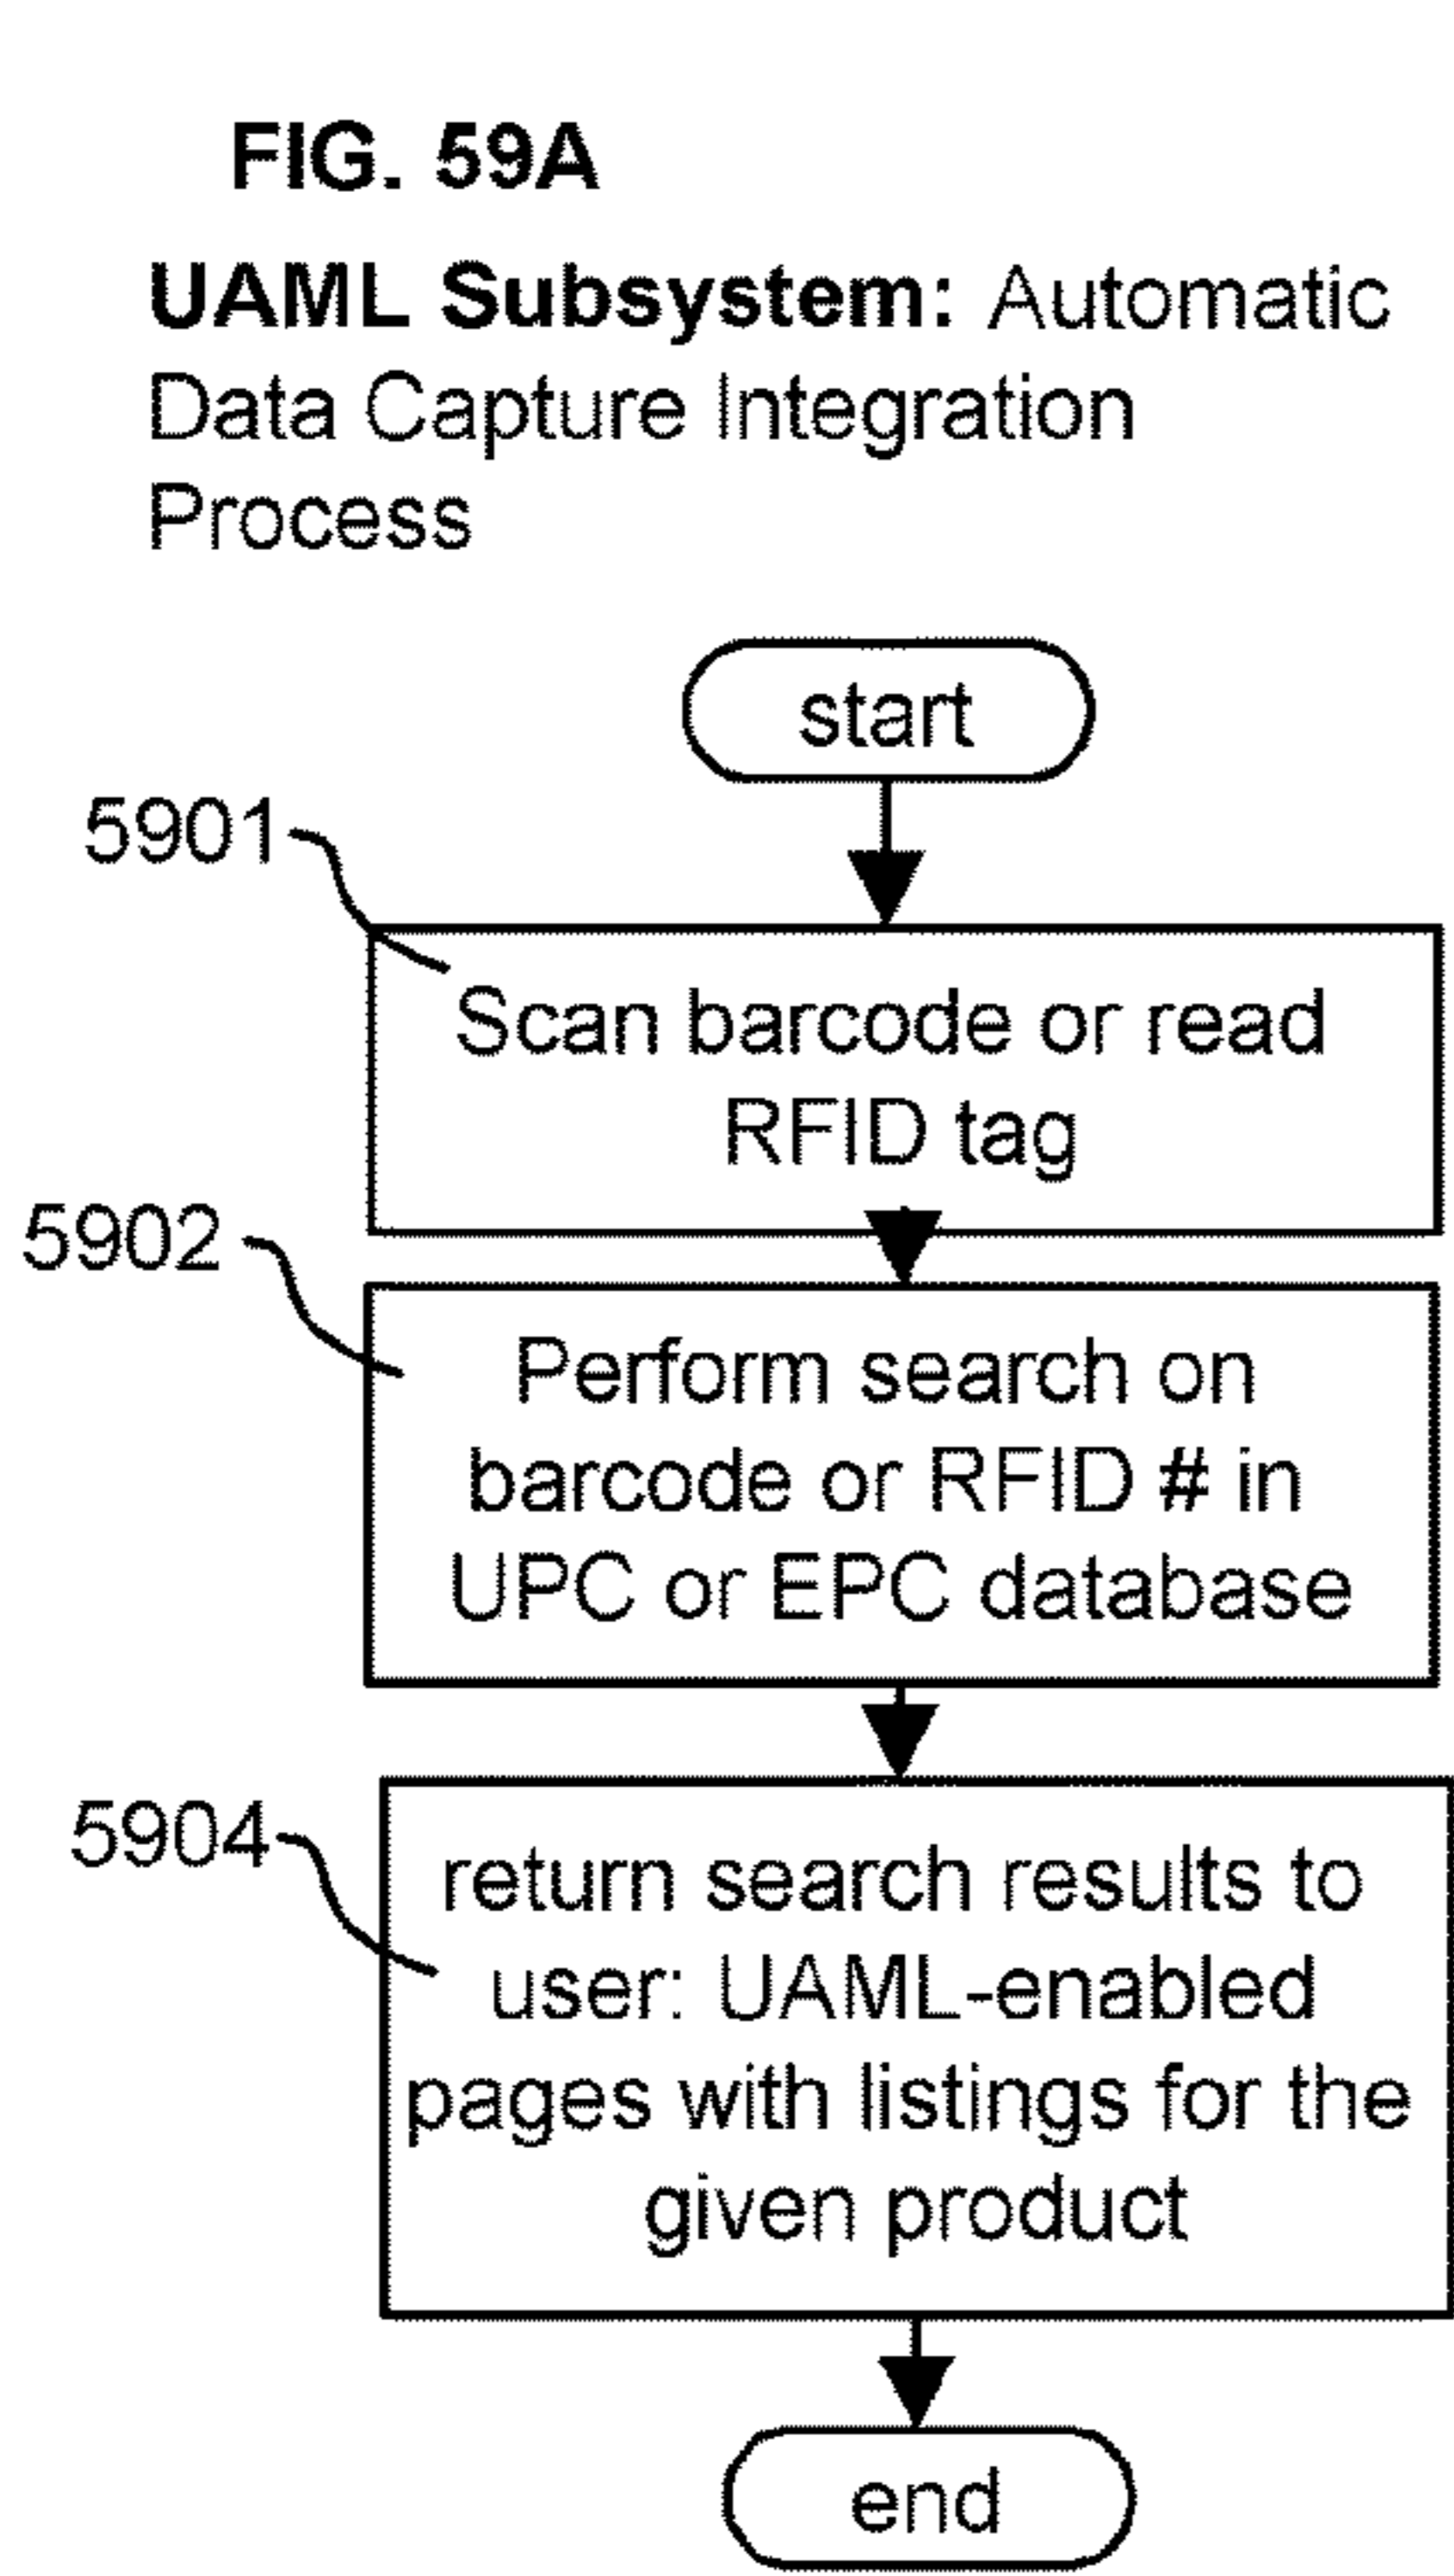 FIG. 59A
UAML Subsystem: Automatic
Data Capture Integration
Process
start
5901
Scan barcode or read
RFID tag
5902
Perform search on
barcode or RFID # in
UPC or EPC database
5904
return search results to
user: UAML-enabled
pages with listings for the
given product
end